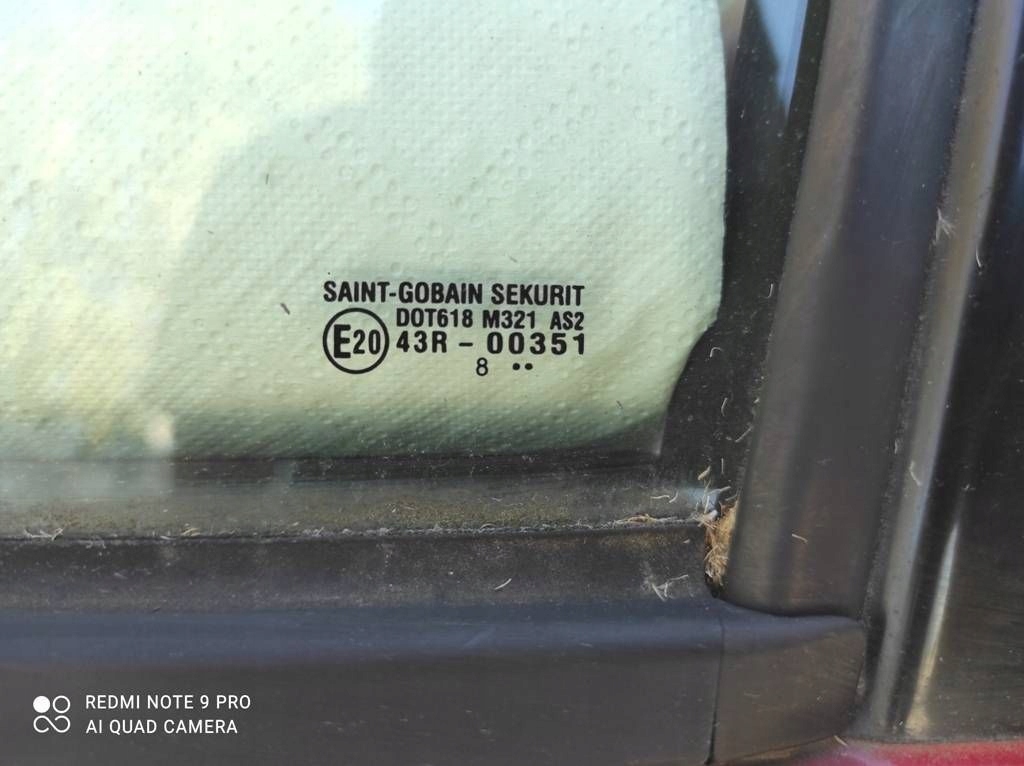 SAINT-GOBAIN SEKURIT
DOT618 M321 AS2
E20 43R - 00351
8 ••
REDMI NOTE 9 PRO
AI QUAD CAMERA